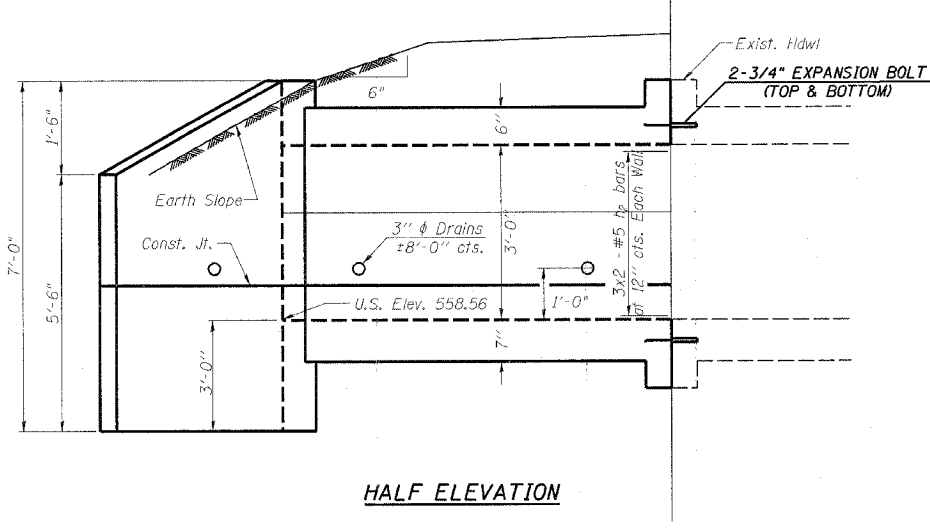 Exist. Hdwl
2-3/4" EXPANSION BOLT
(TOP & BOTTOM)
6"
1'-6"
6"
Earth Slope
3" ϕ Drains
±8'-0" cts.
3'-0"
3x2 - #5 h₂ bars
at 12" cts. Each Wall
Const. Jt.
7'-0"
5'-6"
U.S. Elev. 558.56
1'-0"
3'-0"
7"
HALF ELEVATION